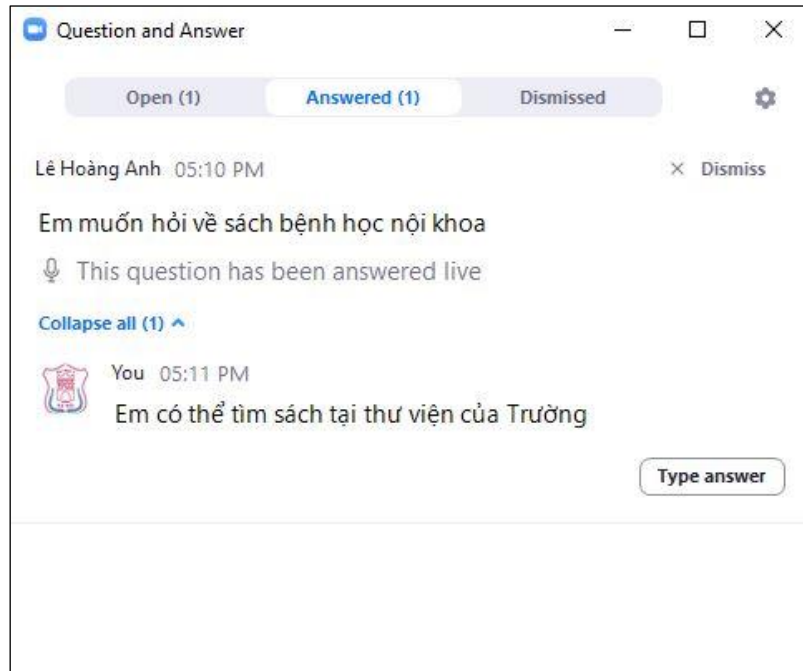 Question and Answer
Open (1) Answered (1) Dismissed
Lê Hoàng Anh 05:10 PM Dismiss
Em muốn hỏi về sách bệnh học nội khoa
This question has been answered live
Collapse all (1)
You 05:11 PM
Em có thể tìm sách tại thư viện của Trường
Type answer